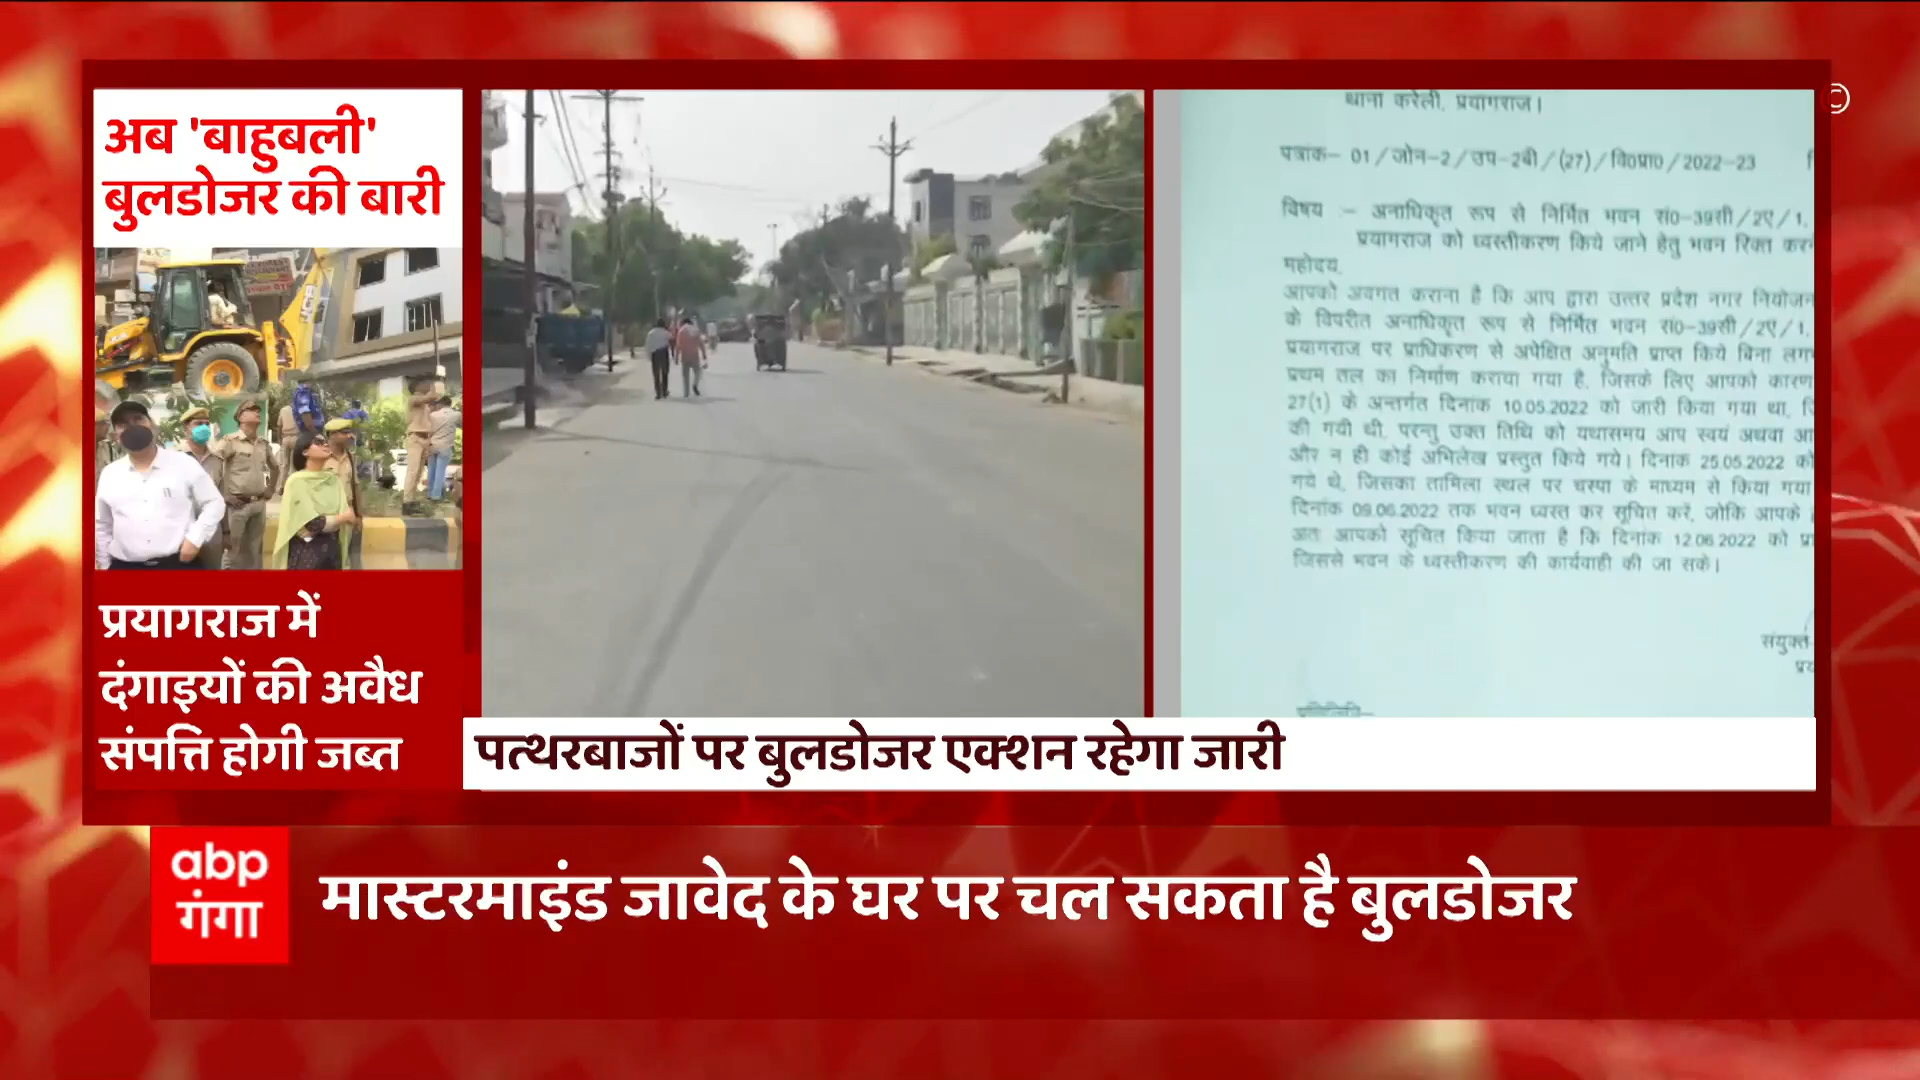 अब 'बाहुबली'
बुलडोजर की बारी
प्रयागराज में
दंगाइयों की अवैध
संपत्ति होगी जब्त
थाना करेली, प्रयागराज।
पत्रांक- 01/जोन-2/उप-2बी/(27)/वि०प्रा०/2022-23
विषय :- अनाधिकृत रूप से निर्मित भवन सं०-39सी/2ए/1,
प्रयागराज को ध्वस्तीकरण किये जाने हेतु भवन रिक्त
महोदय,
आपको अवगत कराना है कि आप द्वारा उत्तर प्रदेश नगर नियोजन
के विपरीत अनाधिकृत रूप से निर्मित भवन सं०-39सी/2ए/1,
प्रयागराज पर प्राधिकरण से अपेक्षित अनुमति प्राप्त किये बिना
प्रथम तल का निर्माण कराया गया है, जिसके लिए आपको कारण
27(1) के अन्तर्गत दिनांक 10.05.2022 को जारी किया गया था,
की गयी थी, परन्तु उक्त तिथि को यथासमय आप स्वयं अथवा
और न ही कोई अभिलेख प्रस्तुत किये गये। दिनांक 25.05.2022 को
गये थे, जिसका तामिला स्थल पर चस्पा के माध्यम से किया गया
दिनांक 09.06.2022 तक भवन ध्वस्त कर सूचित करें, जोकि आपके
अतः आपको सूचित किया जाता है कि दिनांक 12.06.2022 को
जिससे भवन के ध्वस्तीकरण की कार्यवाही की जा सके।
संयुक्त
पत्थरबाजों पर बुलडोजर एक्शन रहेगा जारी
abp
गंगा
मास्टरमाइंड जावेद के घर पर चल सकता है बुलडोजर